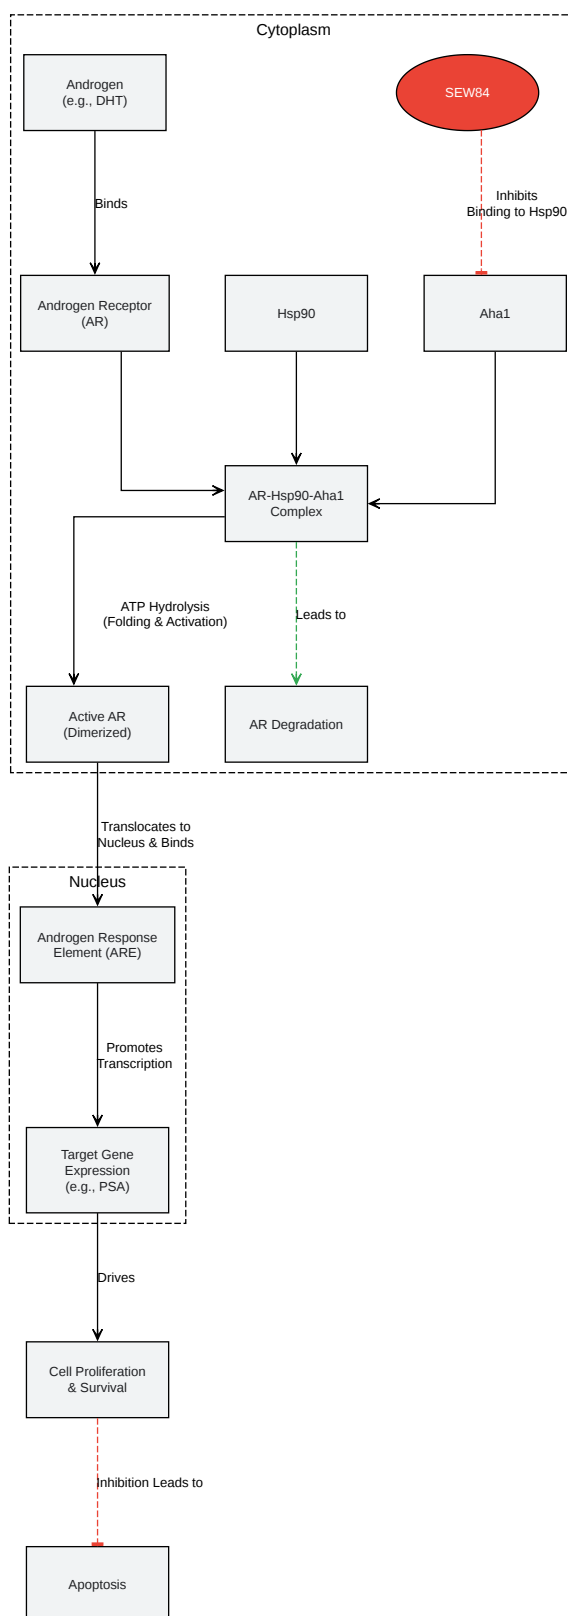 Cytoplasm
Androgen
(e.g., DHT)
SEW84
Binds
Inhibits
Binding to Hsp90
Androgen Receptor
(AR)
Hsp90
Aha1
AR-Hsp90-Aha1
Complex
ATP Hydrolysis
(Folding & Activation)
Leads to
Active AR
(Dimerized)
AR Degradation
Translocates to
Nucleus & Binds
Nucleus
Androgen Response
Element (ARE)
Promotes
Transcription
Target Gene
Expression
(e.g., PSA)
Drives
Cell Proliferation
& Survival
Inhibition Leads to
Apoptosis